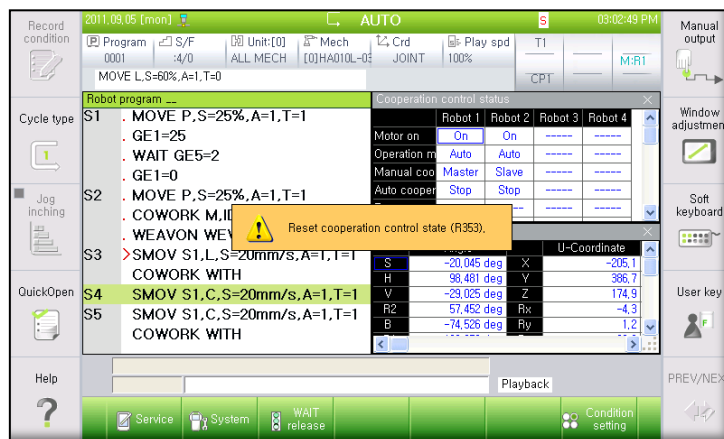 Record condition
2011,09,05 [mon]
AUTO
S
03:02:49 PM
Manual output
Program
0001
S/F
:4/0
Unit:[0]
ALL MECH
Mech
[0]HA010L-03
Crd
JOINT
Play spd
100%
T1
CPT
M:R1
MOVE L,S=60%,A=1,T=0
Cycle type
Robot program
S1 . MOVE P,S=25%,A=1,T=1
. GE1=25
. WAIT GE5=2
. GE1=0
S2 . MOVE P,S=25%,A=1,T=1
. COWORK M,
. WEAVON
S3 >SMOV S1,L,S=20mm/s,A=1,T=1
COWORK WITH
S4 SMOV S1,C,S=20mm/s,A=1,T=1
S5 SMOV S1,C,S=20mm/s,A=1,T=1
COWORK WITH
Cooperation control status
Robot 1 Robot 2 Robot 3 Robot 4
Motor on On On ----- -----
Operation m Auto Auto ----- -----
Manual coo Master Slave ----- -----
Auto cooper Stop Stop ----- -----
Reset cooperation control state (R353),
U-Coordinate
S -20,045 deg X -205,1
H 98,481 deg Y 386,7
V -29,025 deg Z 174,9
R2 57,452 deg Rx -4,3
B -74,526 deg Ry 1,2
Window adjustmen
Jog inching
Soft keyboard
QuickOpen
User key
Help
Playback
PREV/NEX
Service
System
WAIT release
Condition setting